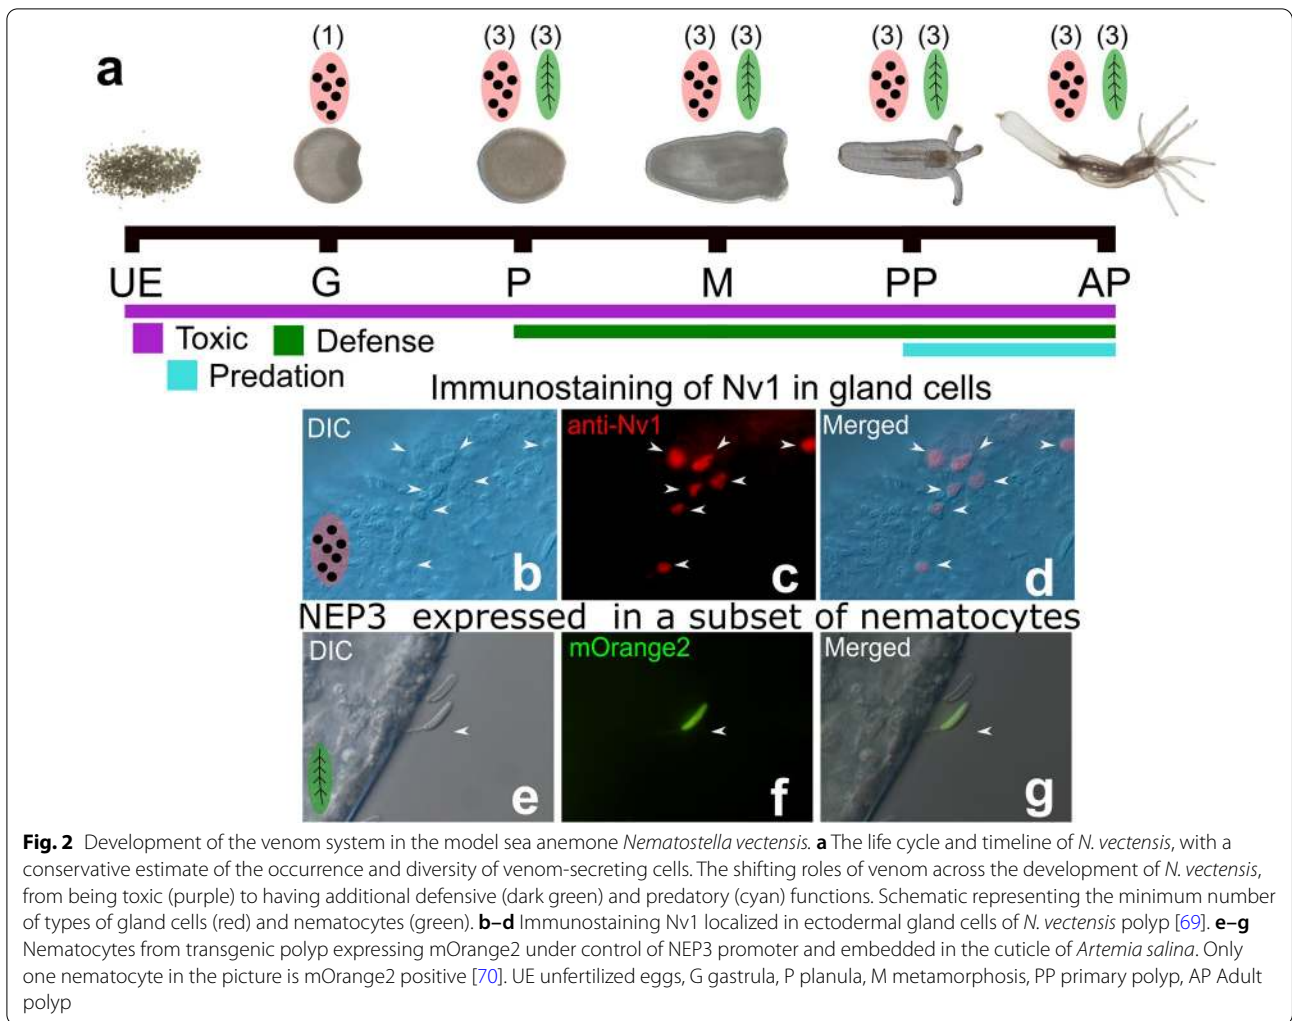 a
(1) (3) (3) (3) (3) (3) (3) (3) (3)
UE G P M PP AP
Toxic Defense
Predation
Immunostaining of Nv1 in gland cells
DIC anti-Nv1 Merged
b c d
NEP3 expressed in a subset of nematocytes
DIC mOrange2 Merged
e f g
Fig. 2 Development of the venom system in the model sea anemone Nematostella vectensis. a The life cycle and timeline of N. vectensis, with a
conservative estimate of the occurrence and diversity of venom-secreting cells. The shifting roles of venom across the development of N. vectensis,
from being toxic (purple) to having additional defensive (dark green) and predatory (cyan) functions. Schematic representing the minimum number
of types of gland cells (red) and nematocytes (green). b–d Immunostaining Nv1 localized in ectodermal gland cells of N. vectensis polyp [69]. e–g
Nematocytes from transgenic polyp expressing mOrange2 under control of NEP3 promoter and embedded in the cuticle of Artemia salina. Only
one nematocyte in the picture is mOrange2 positive [70]. UE unfertilized eggs, G gastrula, P planula, M metamorphosis, PP primary polyp, AP Adult
polyp